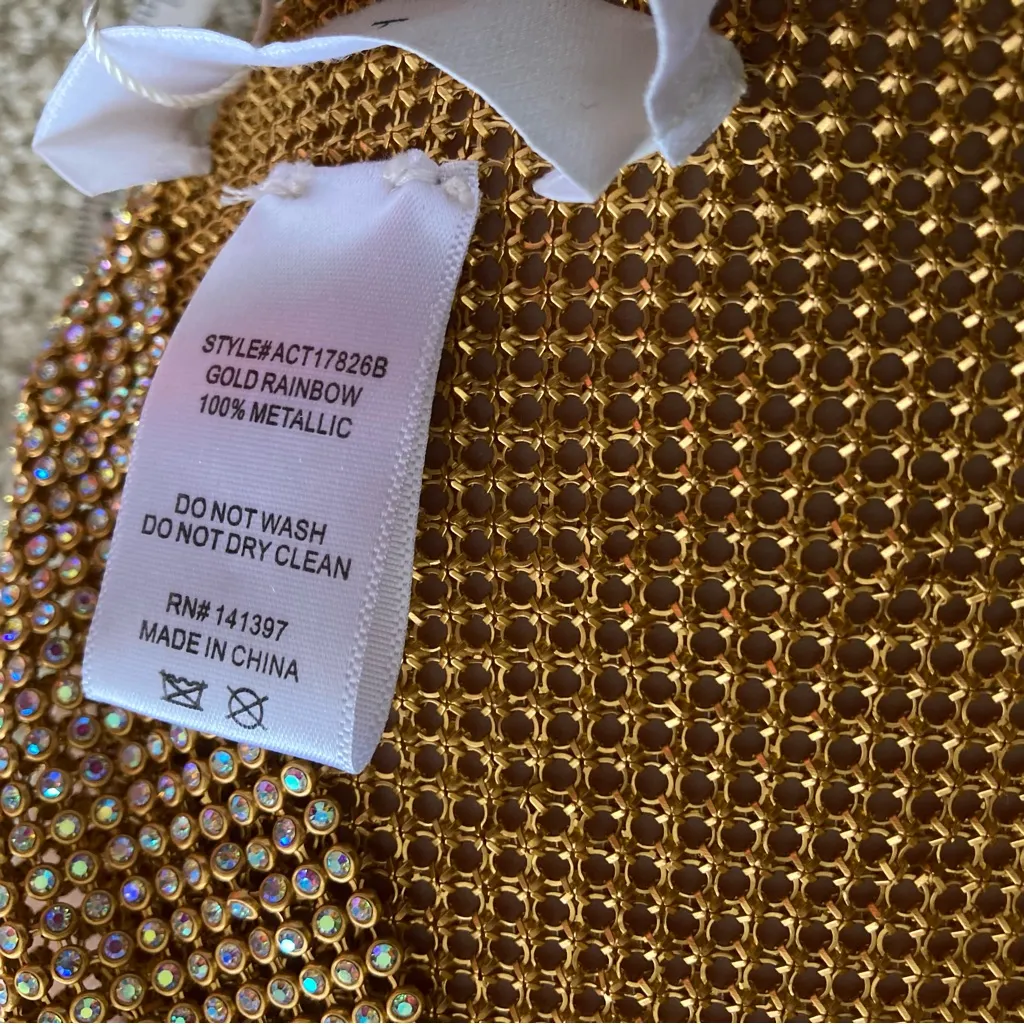 STYLE#ACT17826B
GOLD RAINBOW
100% METALLIC
DO NOT WASH
DO NOT DRY CLEAN
RN# 141397
MADE IN CHINA